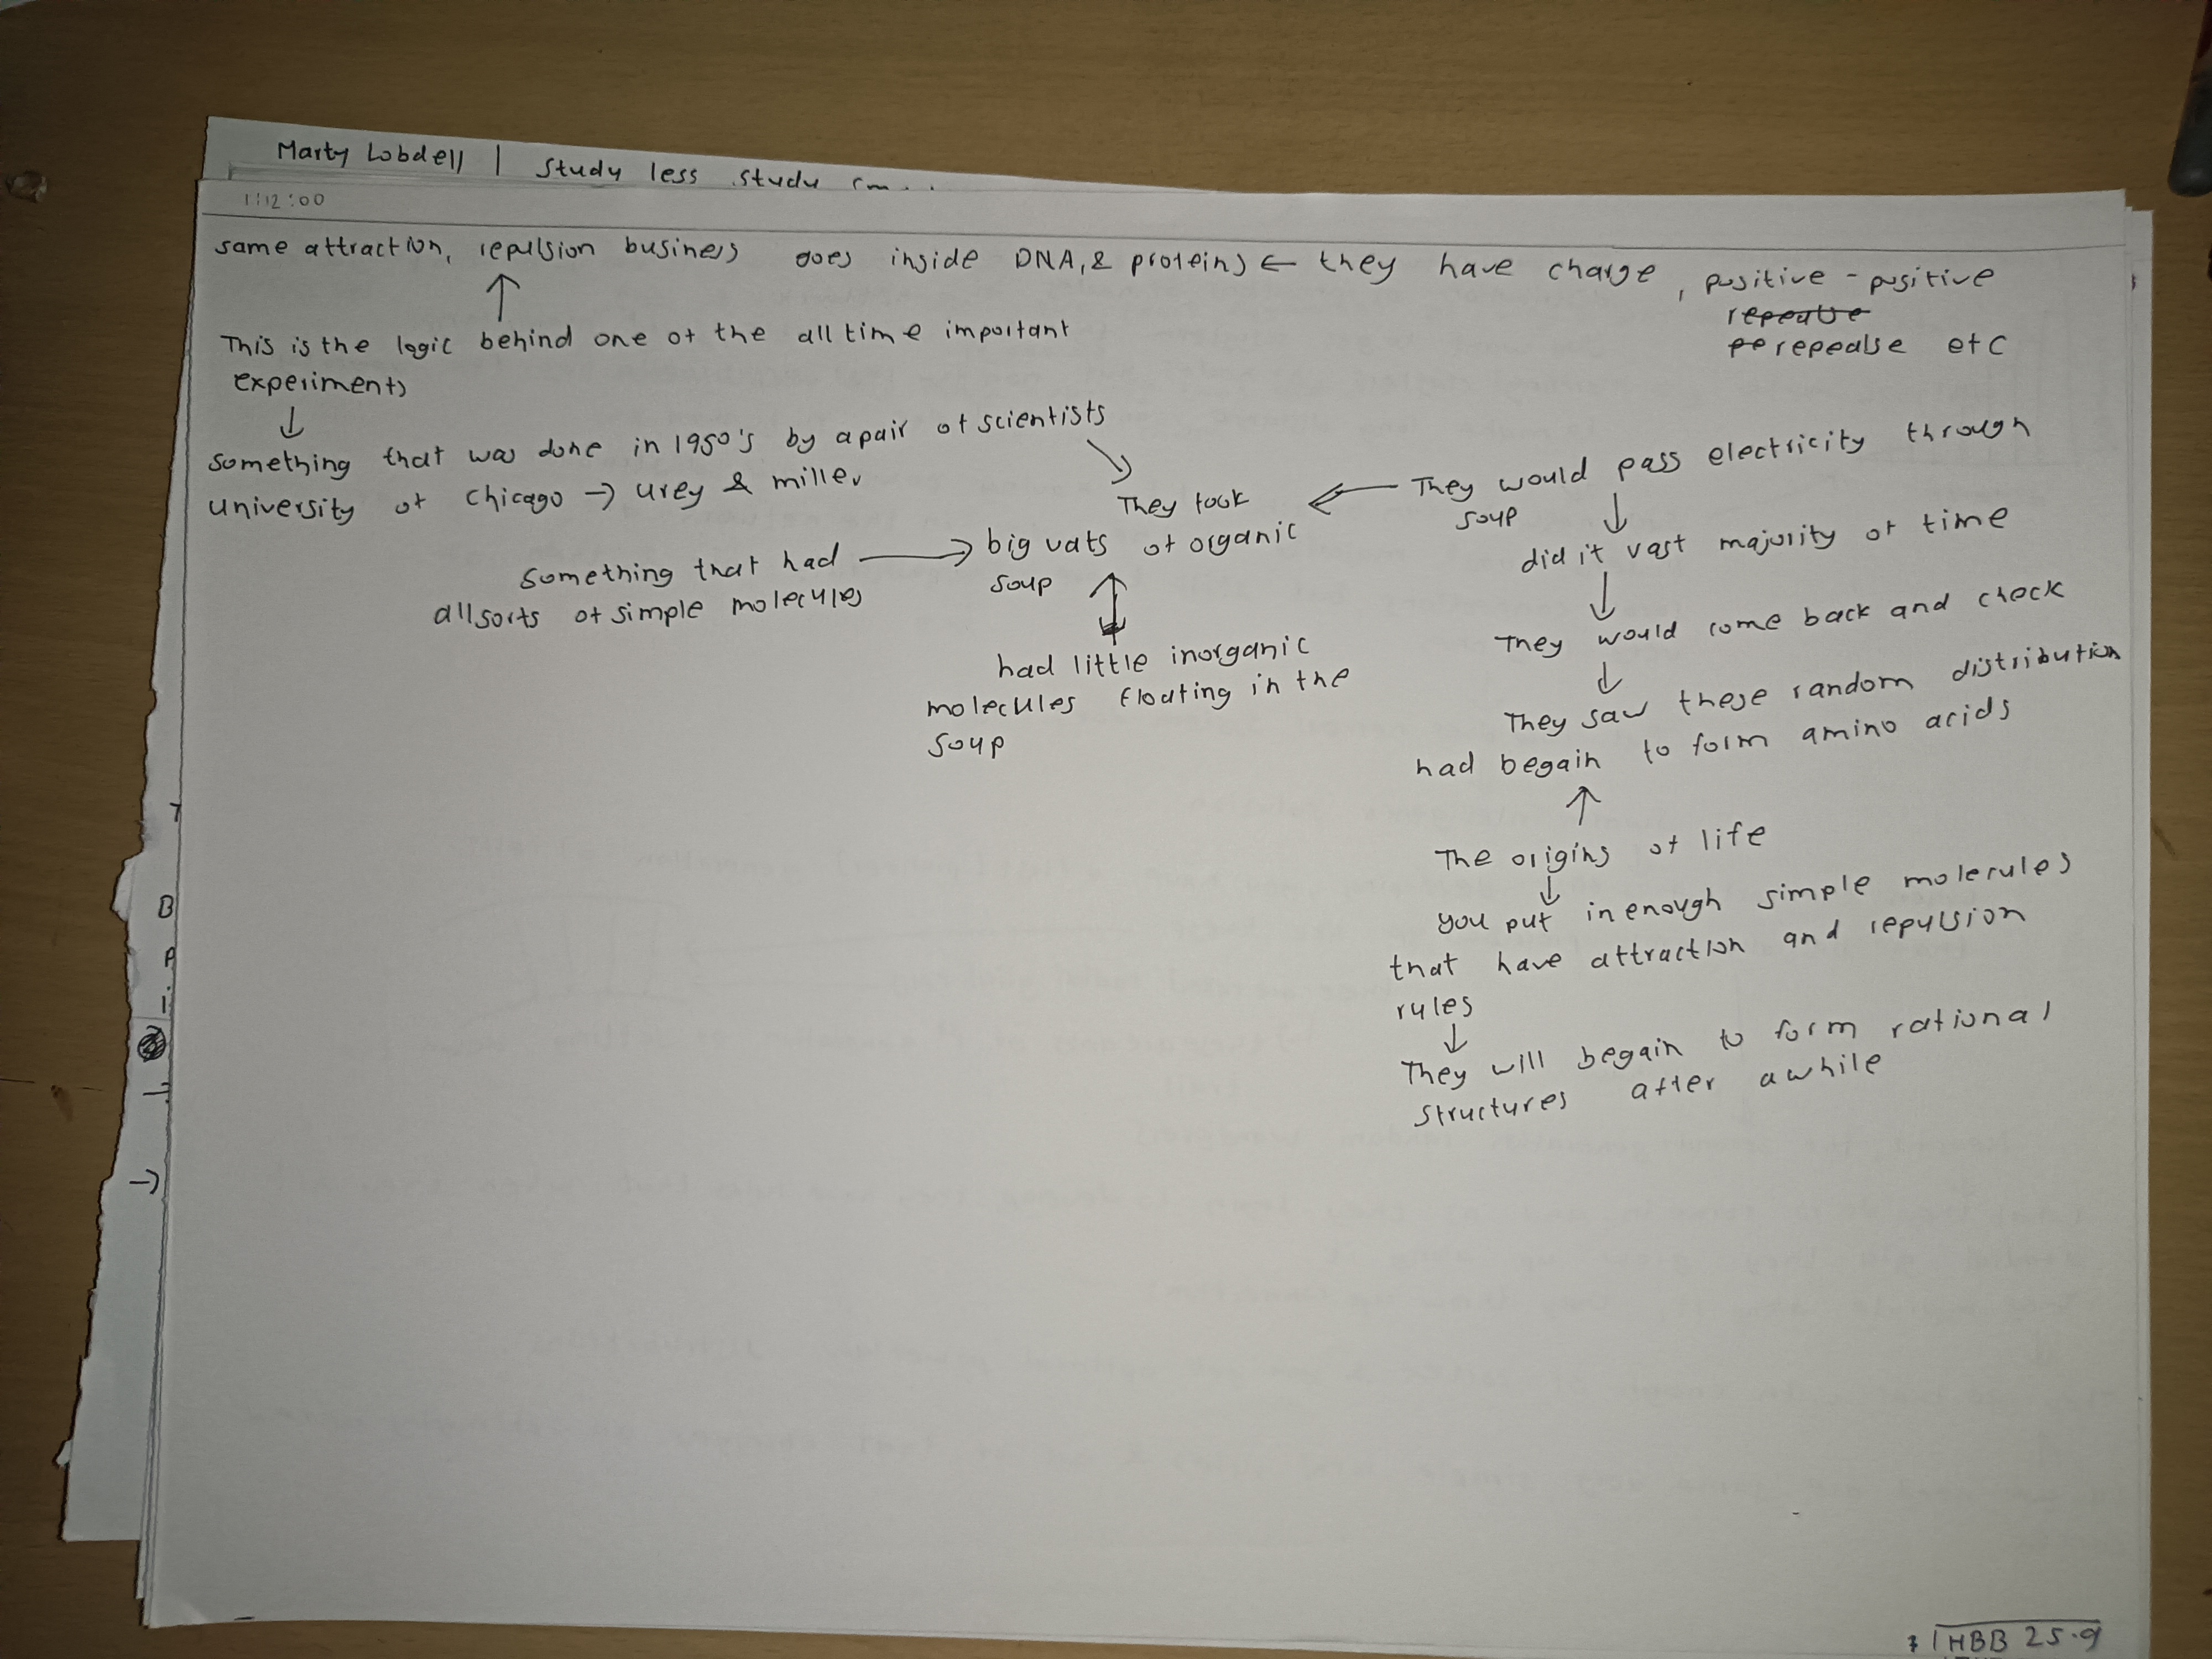 Marty Lobdell | Study less study sm...
1:12:00
same attraction, repulsion business goes inside DNA, & proteins ← they have charge, positive - positive
repealse
pe repealse etc
↑
This is the logic behind one of the all time important
experiments
↓
something that was done in 1950's by a pair of scientists
university of Chicago → urey & miller
They took
big vats of organic
soup
something that had →
all sorts of simple molecules
had little inorganic
molecules floating in the
soup
← They would pass electricity through
soup
↓
did it vast majority of time
↓
They would come back and check
↓
They saw these random distribution
had begain to form amino acids
↑
The origins of life
↓
you put in enough simple molecules
that have attraction and repulsion
rules
↓
They will begain to form rational
structures after awhile
T
B
P
→
HBB 25.9